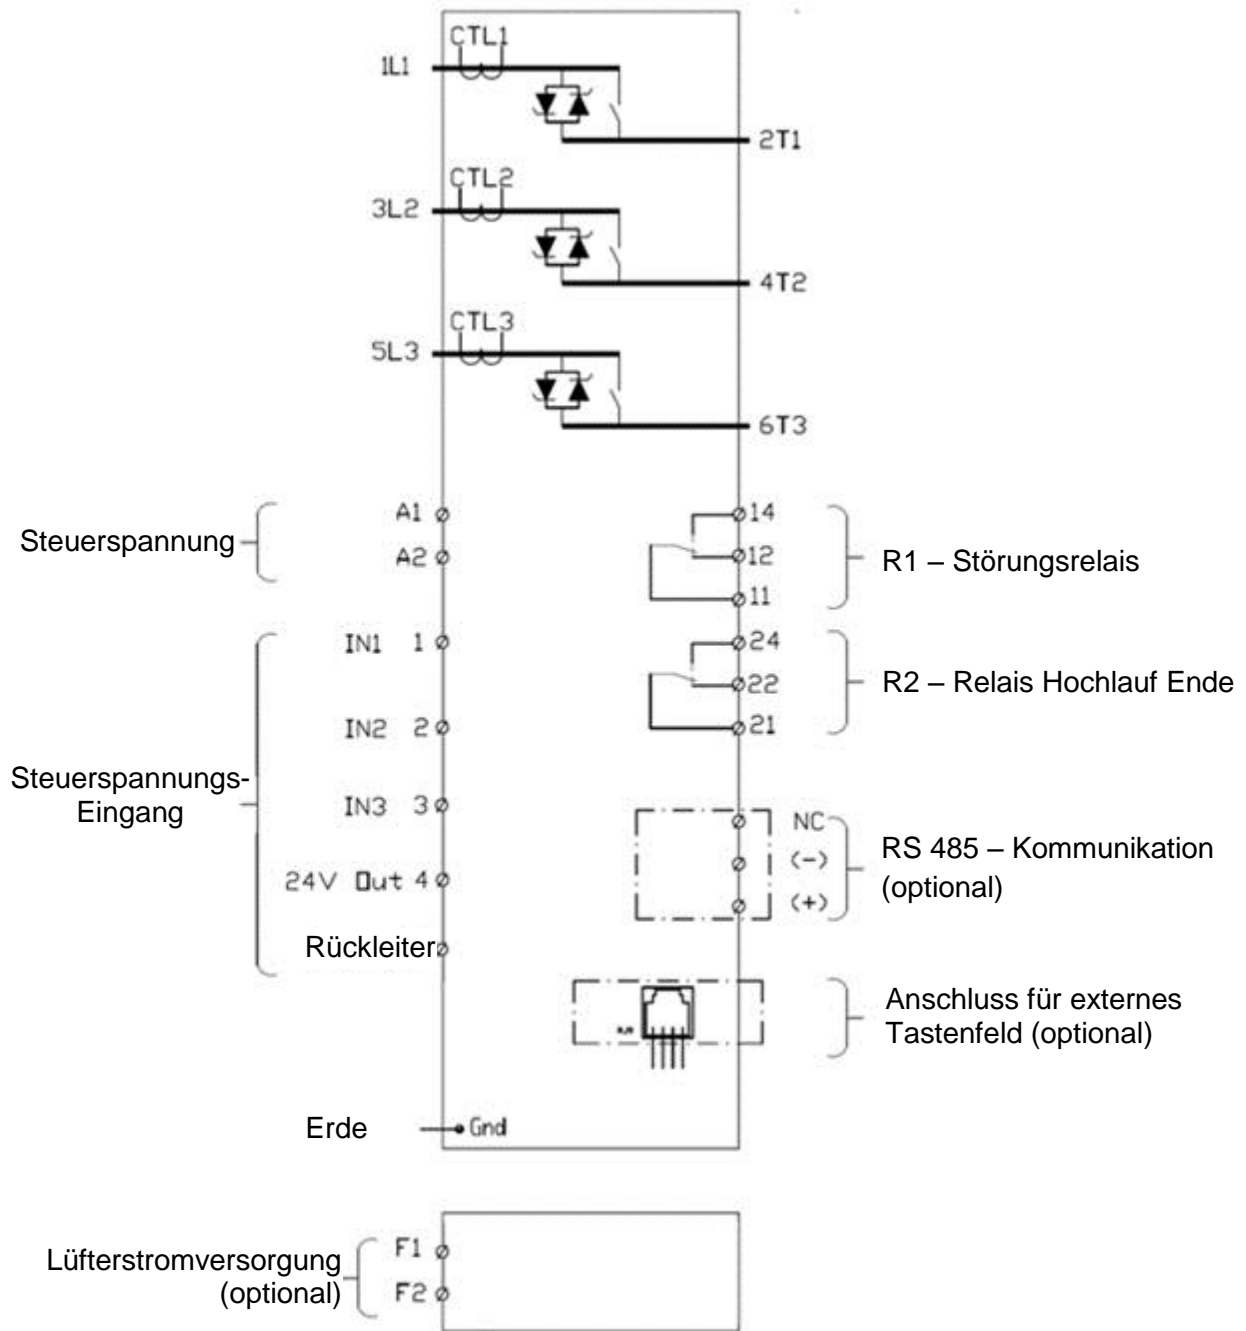 CTL1
1L1
2T1
CTL2
3L2
4T2
CTL3
5L3
6T3
Steuerspannung
A1
A2
14
12
11
R1 – Störungsrelais
Steuerspannungs-
Eingang
IN1 1
IN2 2
IN3 3
24V Out 4
Rückleiter
24
22
21
R2 – Relais Hochlauf Ende
NC
(-)
(+)
RS 485 – Kommunikation
(optional)
Anschluss für externes
Tastenfeld (optional)
Erde
Gnd
Lüfterstromversorgung
(optional)
F1
F2